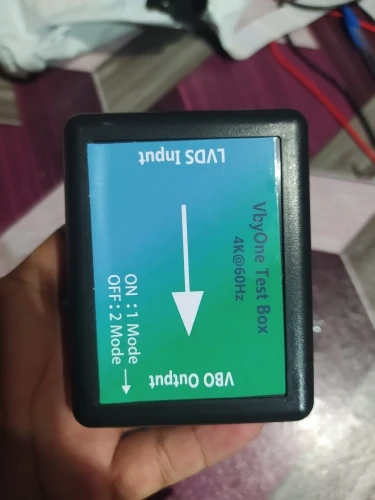 VbyOne Test Box
4K@60Hz
LVDS Input
VBO Output
ON :1 Mode
OFF:2 Mode